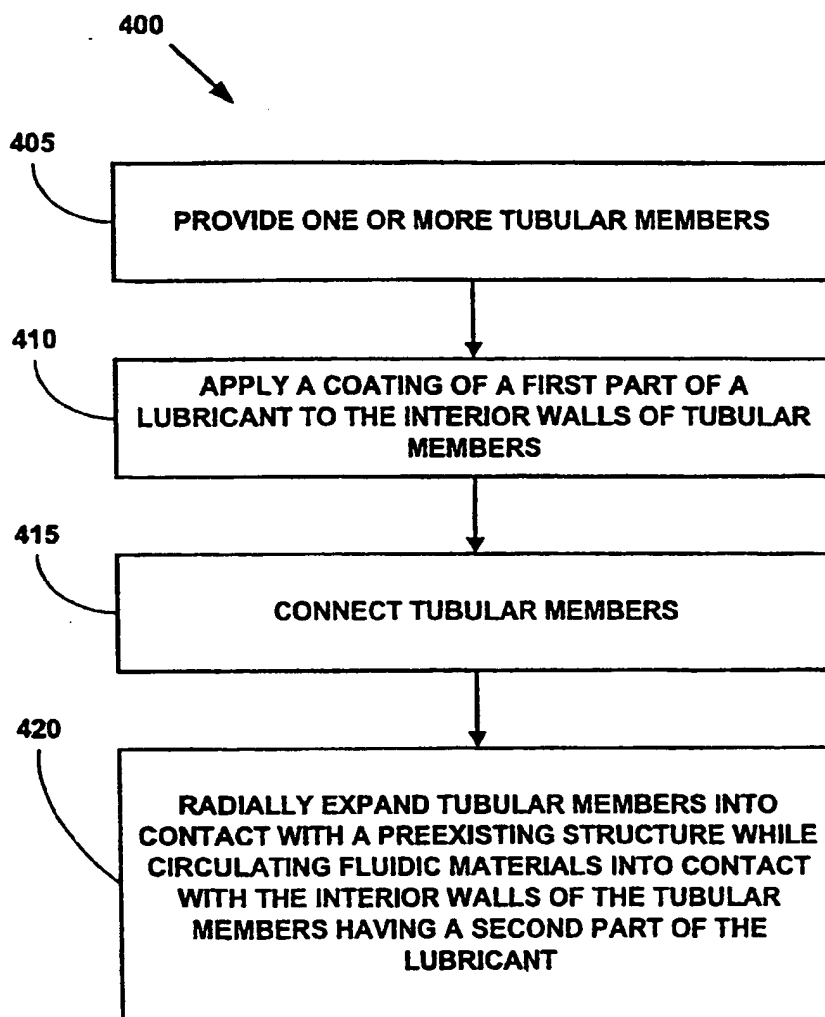 400
405
PROVIDE ONE OR MORE TUBULAR MEMBERS
410
APPLY A COATING OF A FIRST PART OF A
LUBRICANT TO THE INTERIOR WALLS OF TUBULAR
MEMBERS
415
CONNECT TUBULAR MEMBERS
420
RADIALLY EXPAND TUBULAR MEMBERS INTO
CONTACT WITH A PREEXISTING STRUCTURE WHILE
CIRCULATING FLUIDIC MATERIALS INTO CONTACT
WITH THE INTERIOR WALLS OF THE TUBULAR
MEMBERS HAVING A SECOND PART OF THE
LUBRICANT